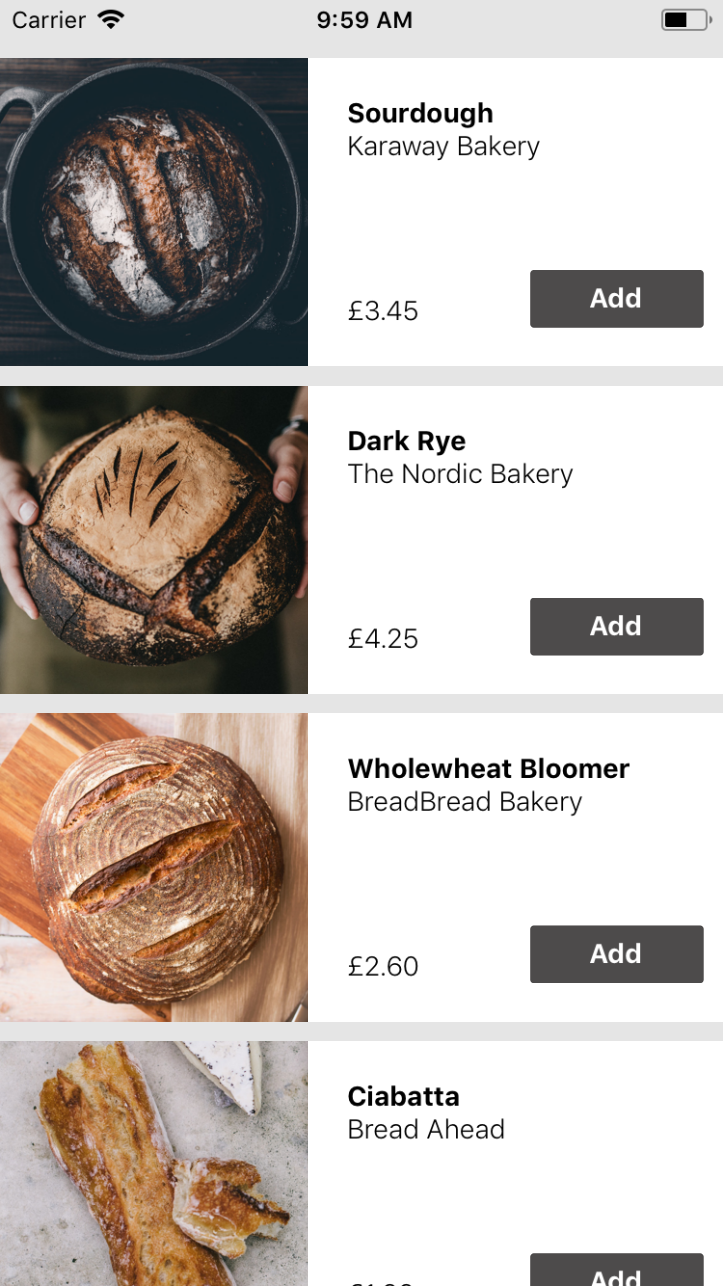 Carrier
9:59 AM
Sourdough
Karaway Bakery
£3.45
Add
Dark Rye
The Nordic Bakery
£4.25
Add
Wholewheat Bloomer
BreadBread Bakery
£2.60
Add
Ciabatta
Bread Ahead
Add